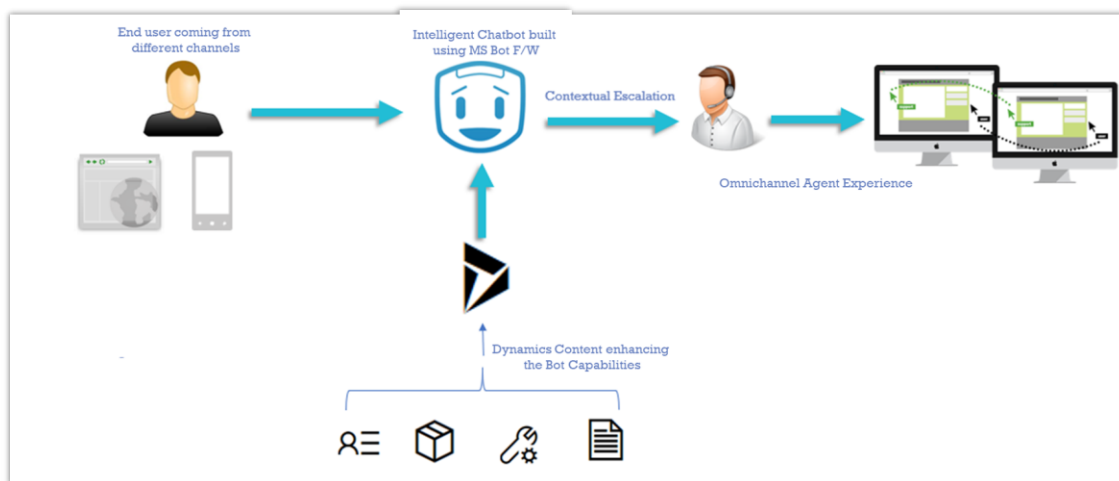 End user coming from
different channels
Intelligent Chatbot built
using MS Bot F/W
Contextual Escalation
Omnichannel Agent Experience
Dynamics Content enhancing
the Bot Capabilities